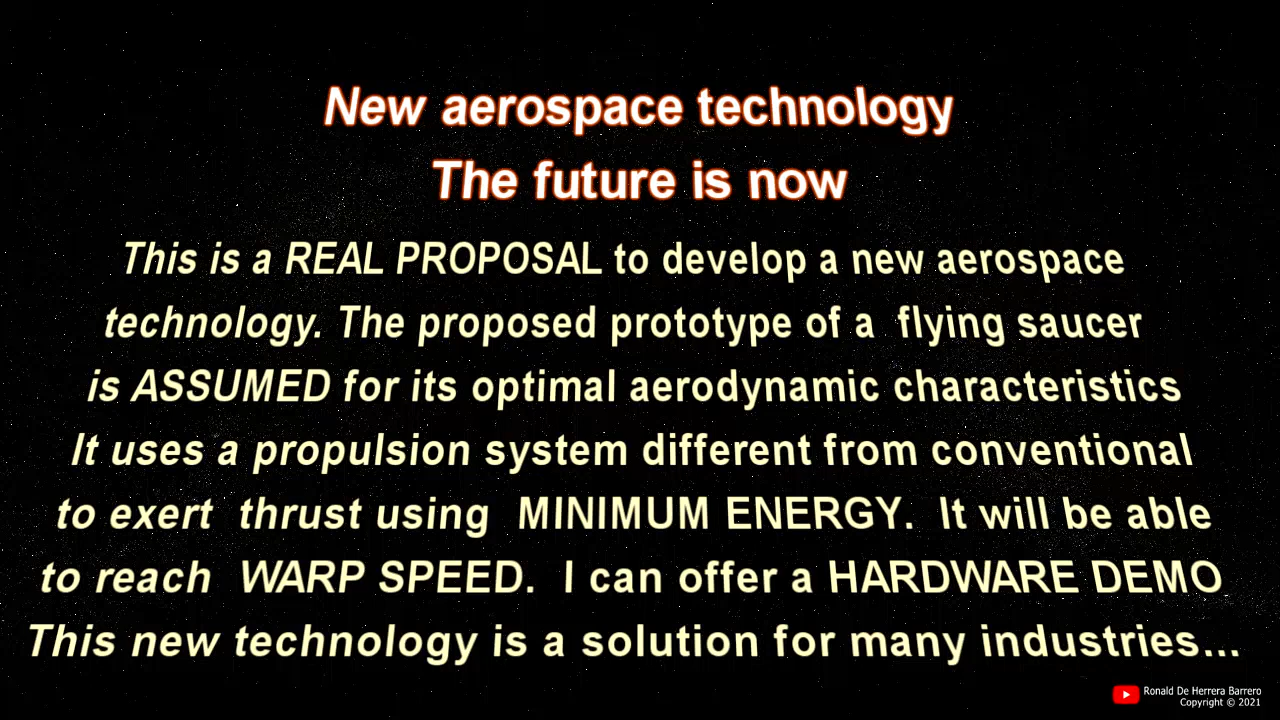 New aerospace technology
The future is now
This is a REAL PROPOSAL to develop a new aerospace
technology. The proposed prototype of a flying saucer
is ASSUMED for its optimal aerodynamic characteristics
It uses a propulsion system different from conventional
to exert thrust using MINIMUM ENERGY. It will be able
to reach WARP SPEED. I can offer a HARDWARE DEMO
This new technology is a solution for many industries...
Ronald De Herrera Barrero
Copyright © 2021